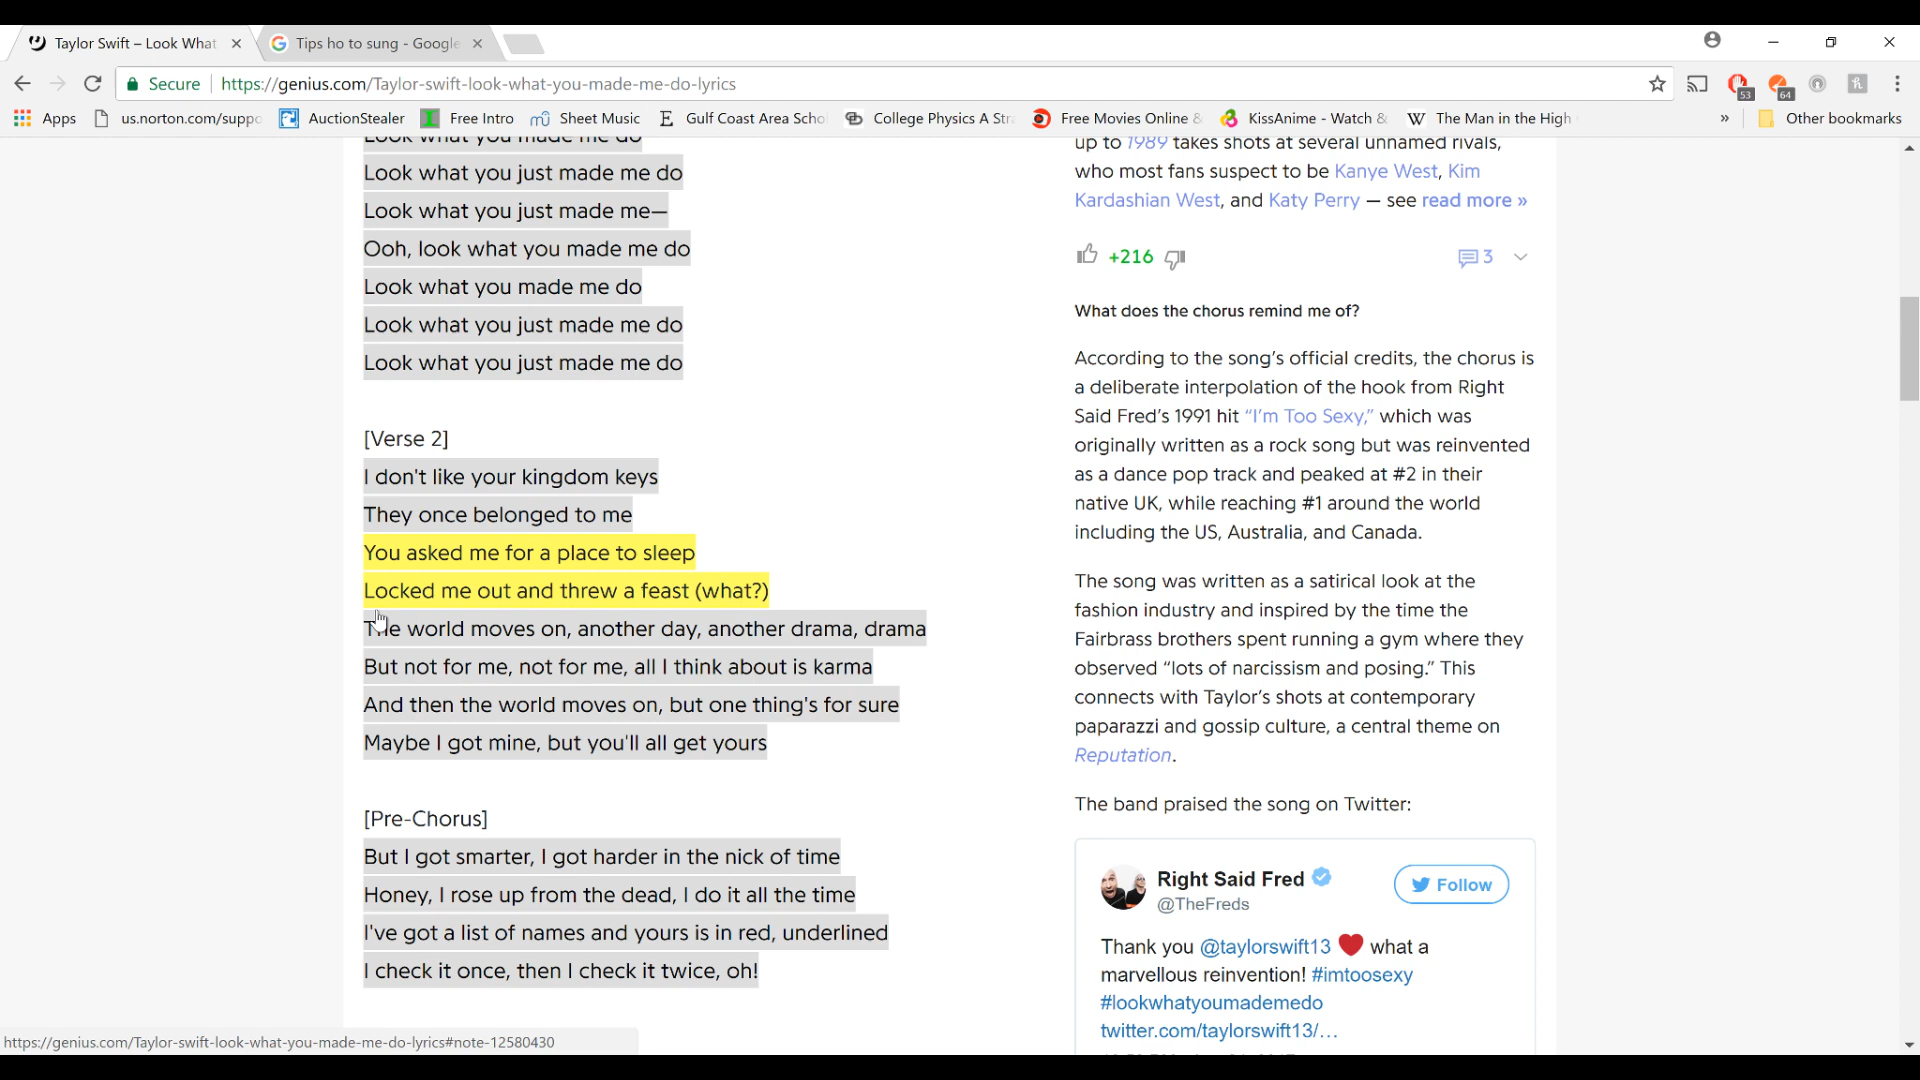 Taylor Swift – Look What
Tips ho to sung - Google
Secure
https://genius.com/Taylor-swift-look-what-you-made-me-do-lyrics
53
64
Apps
us.norton.com/suppo
AuctionStealer
Free Intro
Sheet Music
Gulf Coast Area Scho
College Physics A Str
Free Movies Online &
KissAnime - Watch &
The Man in the High
»
Other bookmarks
Look what you made me do
Look what you just made me do
Look what you just made me—
Ooh, look what you made me do
Look what you made me do
Look what you just made me do
Look what you just made me do
[Verse 2]
I don't like your kingdom keys
They once belonged to me
You asked me for a place to sleep
Locked me out and threw a feast (what?)
The world moves on, another day, another drama, drama
But not for me, not for me, all I think about is karma
And then the world moves on, but one thing's for sure
Maybe I got mine, but you'll all get yours
[Pre-Chorus]
But I got smarter, I got harder in the nick of time
Honey, I rose up from the dead, I do it all the time
I've got a list of names and yours is in red, underlined
I check it once, then I check it twice, oh!
up to 1989 takes shots at several unnamed rivals,
who most fans suspect to be Kanye West, Kim
Kardashian West, and Katy Perry — see read more »
+216
3
What does the chorus remind me of?
According to the song's official credits, the chorus is
a deliberate interpolation of the hook from Right
Said Fred's 1991 hit “I'm Too Sexy,” which was
originally written as a rock song but was reinvented
as a dance pop track and peaked at #2 in their
native UK, while reaching #1 around the world
including the US, Australia, and Canada.
The song was written as a satirical look at the
fashion industry and inspired by the time the
Fairbrass brothers spent running a gym where they
observed “lots of narcissism and posing.” This
connects with Taylor's shots at contemporary
paparazzi and gossip culture, a central theme on
Reputation.
The band praised the song on Twitter:
Right Said Fred
@TheFreds
Follow
Thank you @taylorswift13 ❤ what a
marvellous reinvention! #imtoosexy
#lookwhatyoumademedo
twitter.com/taylorswift13/…
https://genius.com/Taylor-swift-look-what-you-made-me-do-lyrics#note-12580430